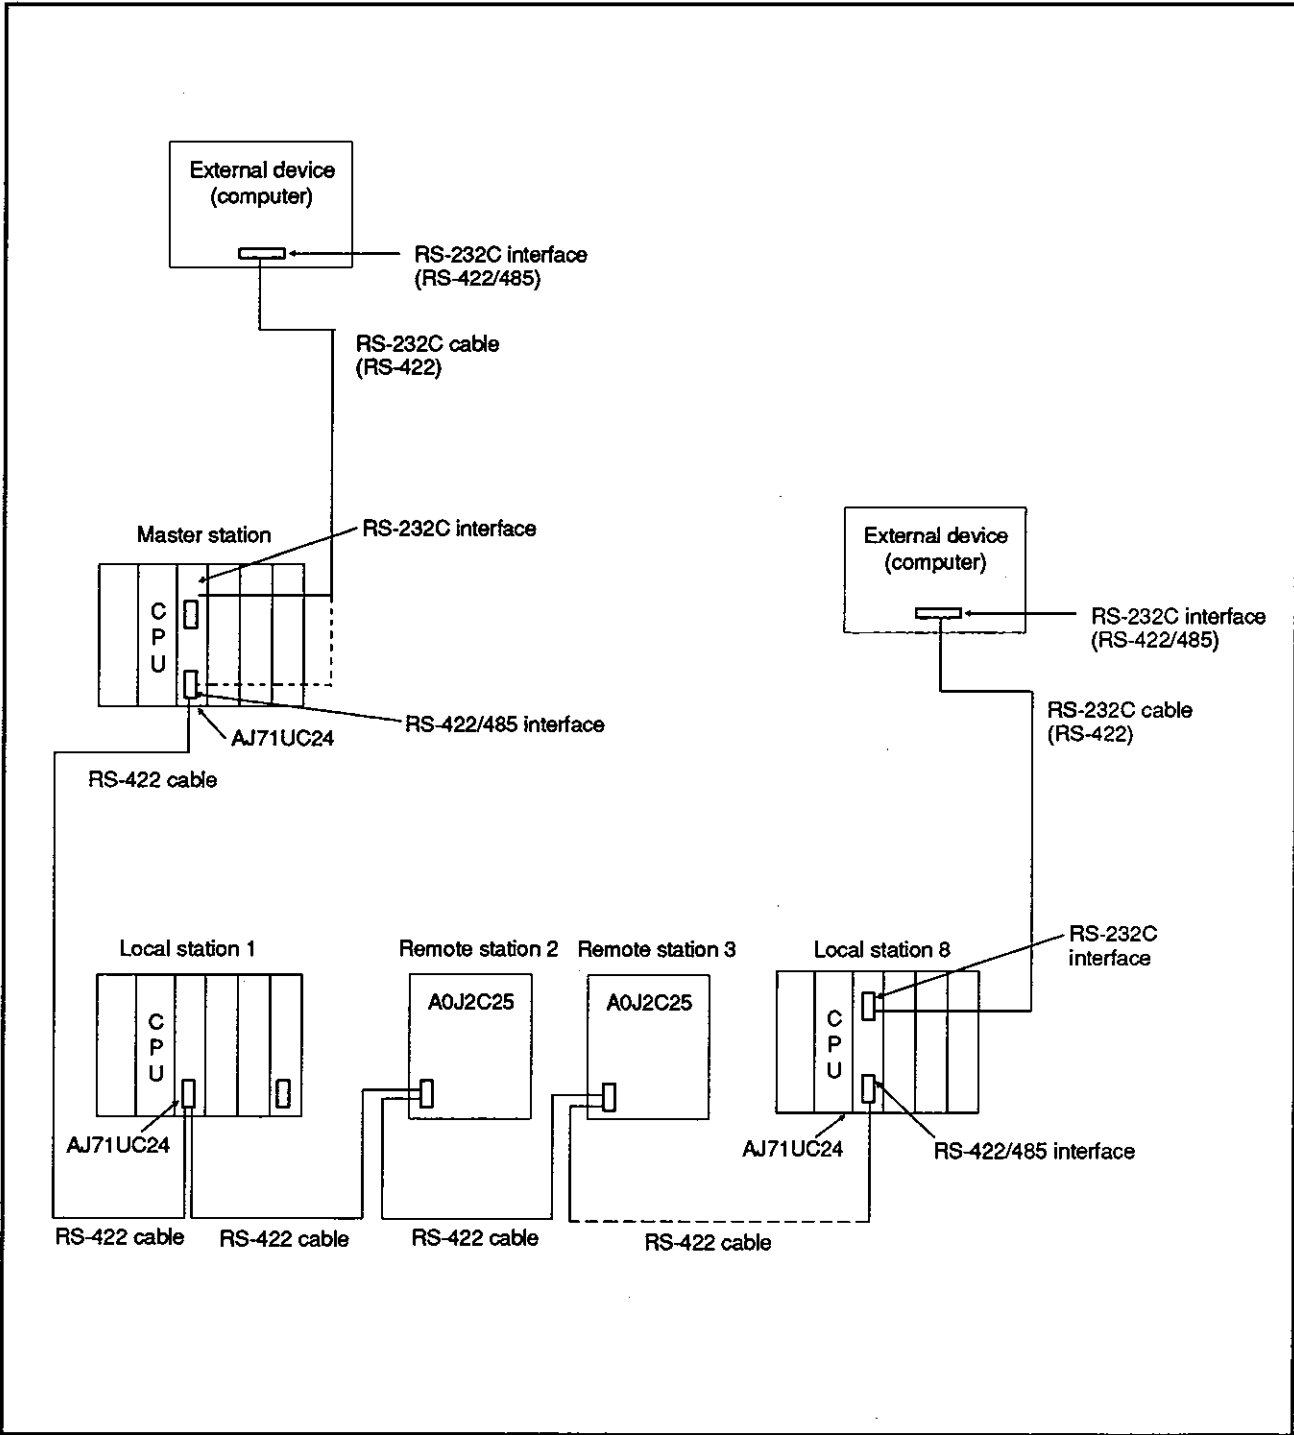 External device
(computer)
RS-232C interface
(RS-422/485)
RS-232C cable
(RS-422)
Master station
RS-232C interface
C
P
U
RS-422/485 interface
AJ71UC24
RS-422 cable
External device
(computer)
RS-232C interface
(RS-422/485)
RS-232C cable
(RS-422)
Local station 1
C
P
U
AJ71UC24
Remote station 2
A0J2C25
Remote station 3
A0J2C25
Local station 8
RS-232C
interface
C
P
U
AJ71UC24
RS-422/485 interface
RS-422 cable
RS-422 cable
RS-422 cable
RS-422 cable